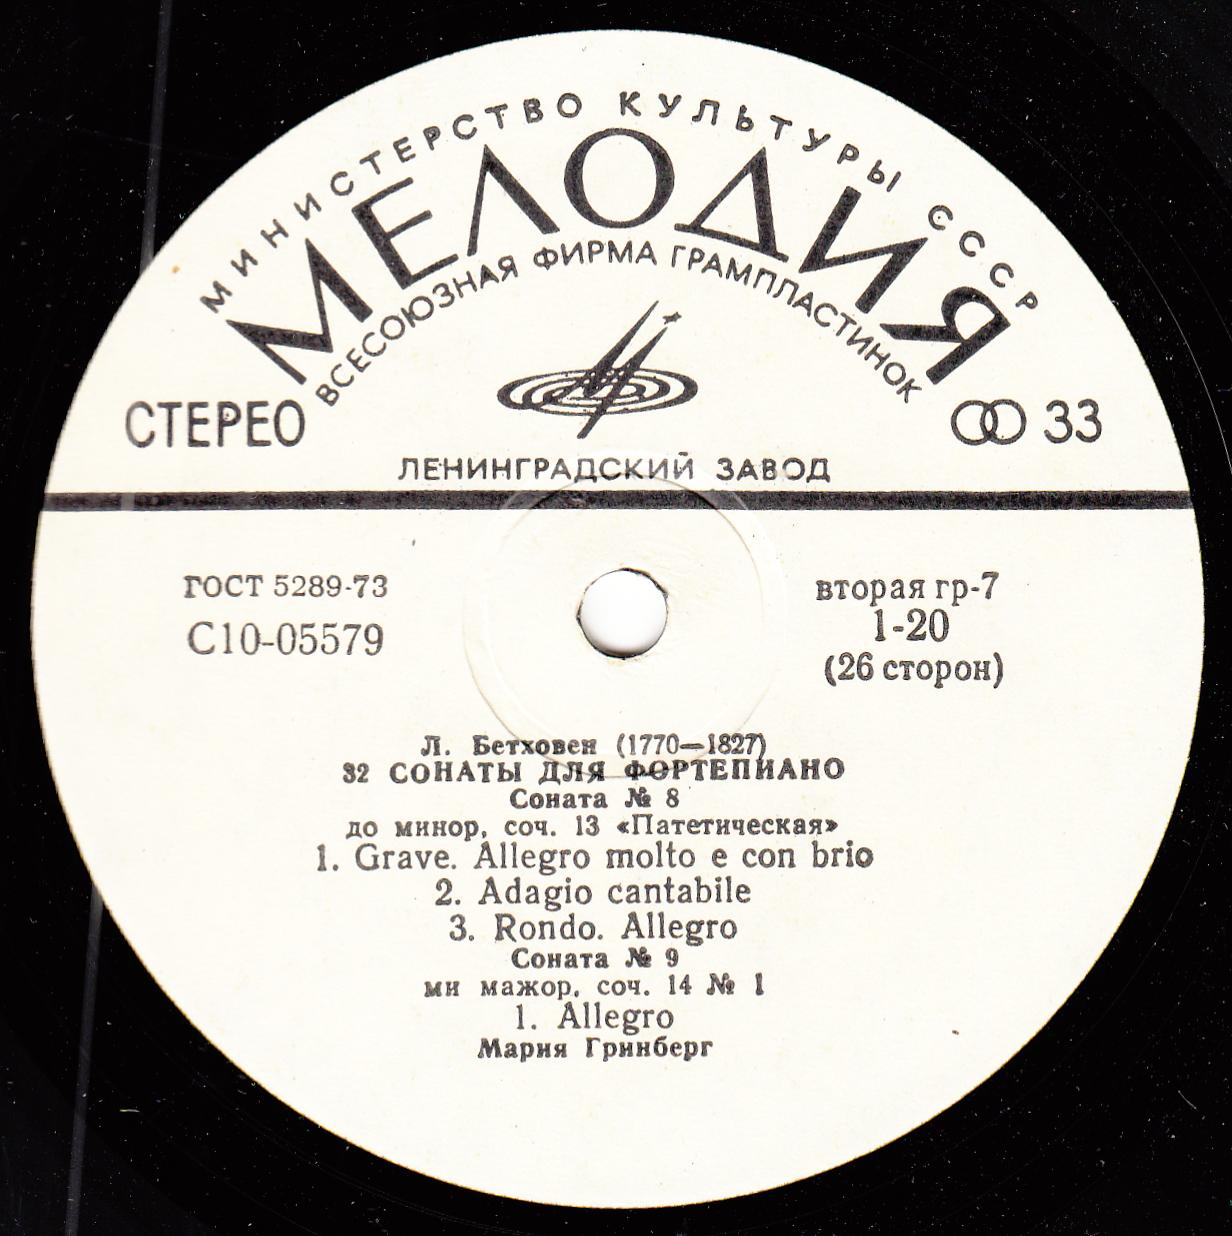 МИНИСТЕРСТВО КУЛЬТУРЫ СССР
МЕЛОДИЯ
ВСЕСОЮЗНАЯ ФИРМА ГРАМПЛАСТИНОК
СТЕРЕО
33
ЛЕНИНГРАДСКИЙ ЗАВОД
ГОСТ 5289-73
С10-05579
вторая гр-7
1-20
(26 сторон)
Л. Бетховен (1770—1827)
32 СОНАТЫ ДЛЯ ФОРТЕПИАНО
Соната № 8
до минор, соч. 13 «Патетическая»
1. Grave. Allegro molto e con brio
2. Adagio cantabile
3. Rondo. Allegro
Соната № 9
ми мажор, соч. 14 № 1
1. Allegro
Мария Гринберг